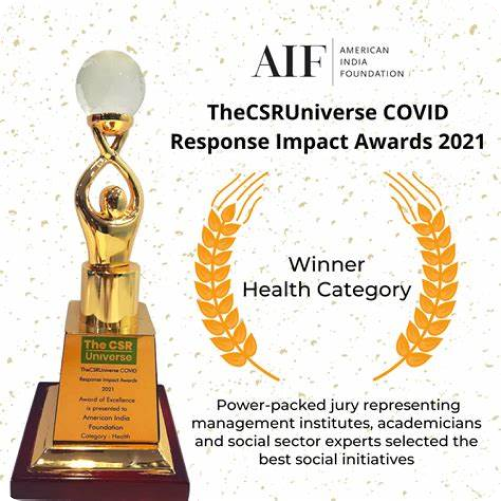 AIF
AMERICAN
INDIA
FOUNDATION
TheCSRUniverse COVID
Response Impact Awards 2021
Winner
Health Category
The CSR
Universe
TheCSRUniverse COVID
Response Impact Awards
2021
Award of Excellence
is presented to
American India
Foundation
Category : Health
Power-packed jury representing
management institutes, academicians
and social sector experts selected the
best social initiatives